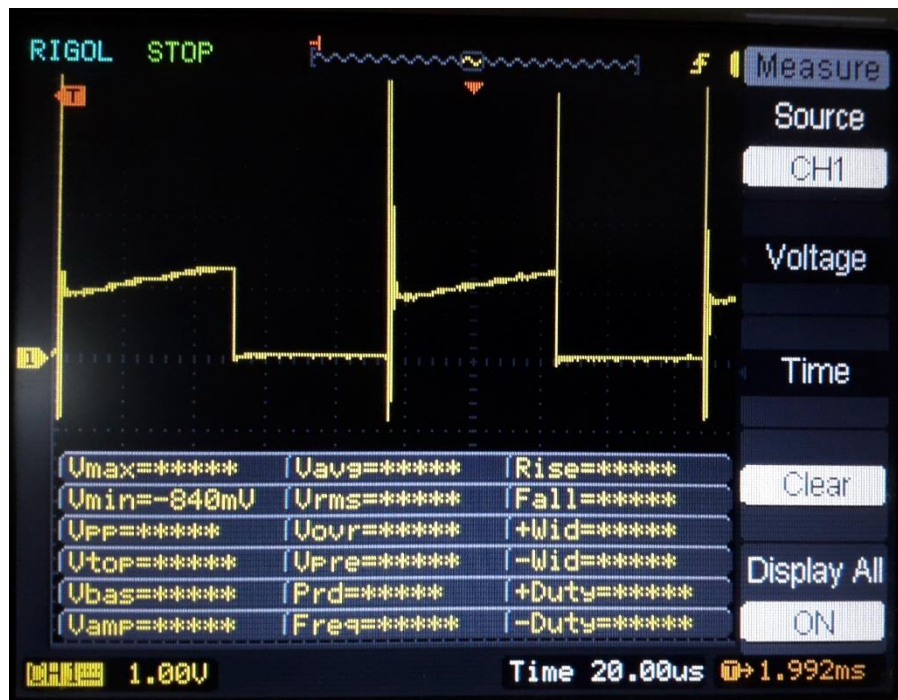 RIGOL STOP
T
Measure
Source
CH1
Voltage
Time
Clear
Display All
ON
1
Vmax=***** Vavg=***** Rise=*****
Vmin=-840mV Vrms=***** Fall=*****
Vpp=***** Vovr=***** +Wid=*****
Vtop=***** Vpre=***** -Wid=*****
Vbas=***** Prd=***** +Duty=*****
Vamp=***** Freq=***** -Duty=*****
1.00V Time 20.00us T→1.992ms